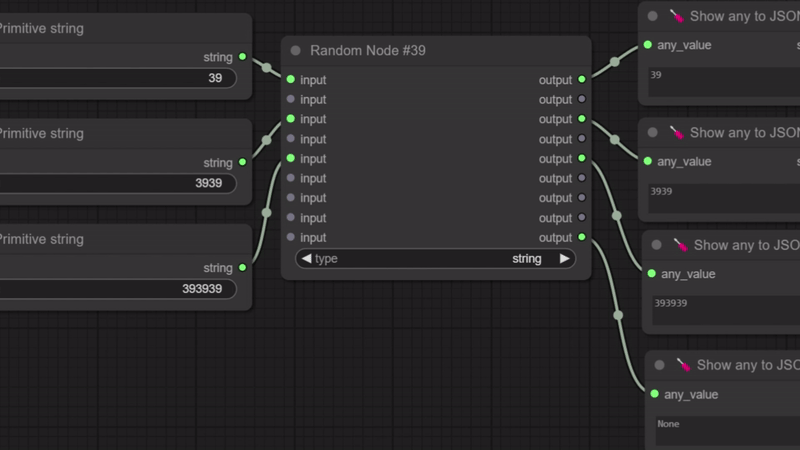 Primitive string
string
39
Primitive string
string
3939
Primitive string
string
393939
Random Node #39
input output
input output
input output
input output
input output
input output
input output
input output
input output
type string
Show any to JSON
any_value
39
Show any to JSON
any_value
3939
Show any to JSO
any_value
393939
Show any to JSO
any_value
None